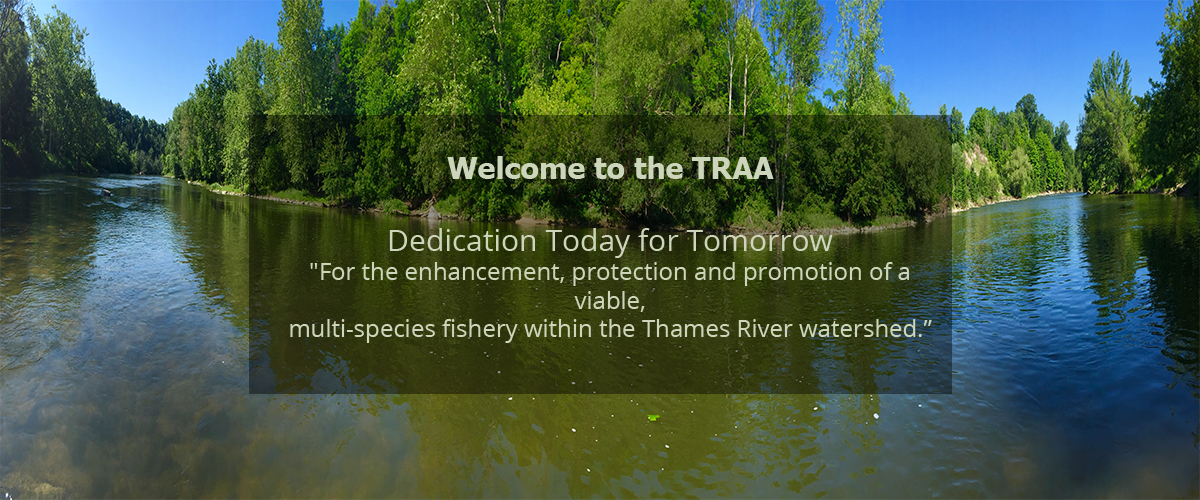 Welcome to the TRAA
Dedication Today for Tomorrow
"For the enhancement, protection and promotion of a
viable,
multi-species fishery within the Thames River watershed.”